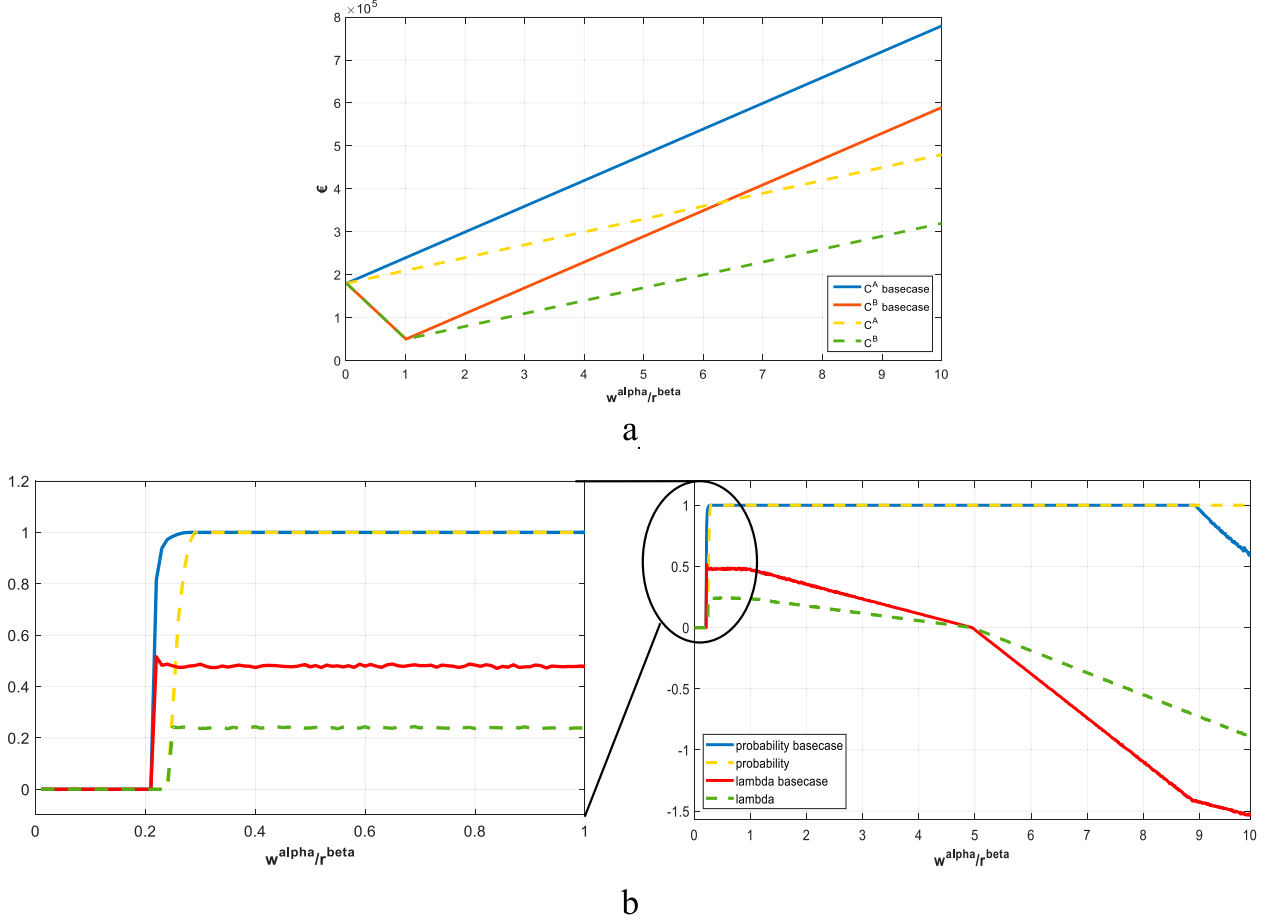 ×10⁵
8
7
6
5
4
3
2
1
0
€
C^A basecase
C^B basecase
C^A
C^B
0 1 2 3 4 5 6 7 8 9 10
w^alpha/r^beta
a
1.2
1
0.8
0.6
0.4
0.2
0
0 0.2 0.4 0.6 0.8 1
w^alpha/r^beta
1
0.5
0
-0.5
-1
-1.5
probability basecase
probability
lambda basecase
lambda
0 1 2 3 4 5 6 7 8 9 10
w^alpha/r^beta
b